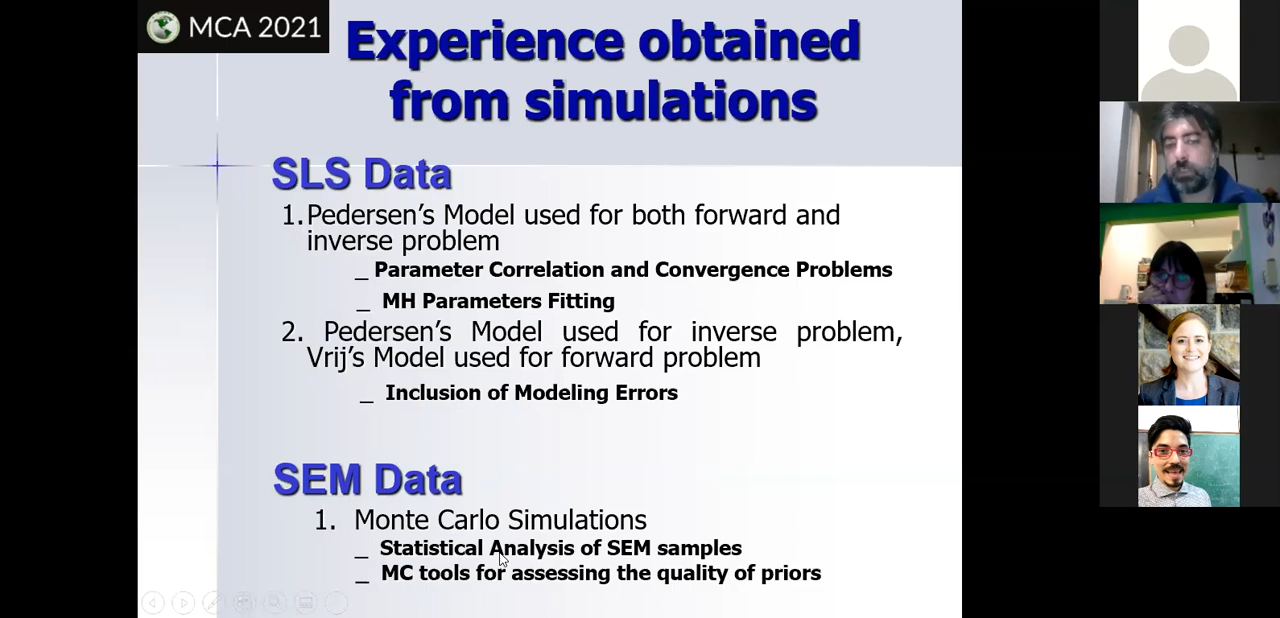 MCA 2021
Experience obtained
from simulations
SLS Data
1. Pedersen’s Model used for both forward and
inverse problem
_ Parameter Correlation and Convergence Problems
_ MH Parameters Fitting
2. Pedersen’s Model used for inverse problem,
Vrij’s Model used for forward problem
_ Inclusion of Modeling Errors
SEM Data
1. Monte Carlo Simulations
_ Statistical Analysis of SEM samples
_ MC tools for assessing the quality of priors